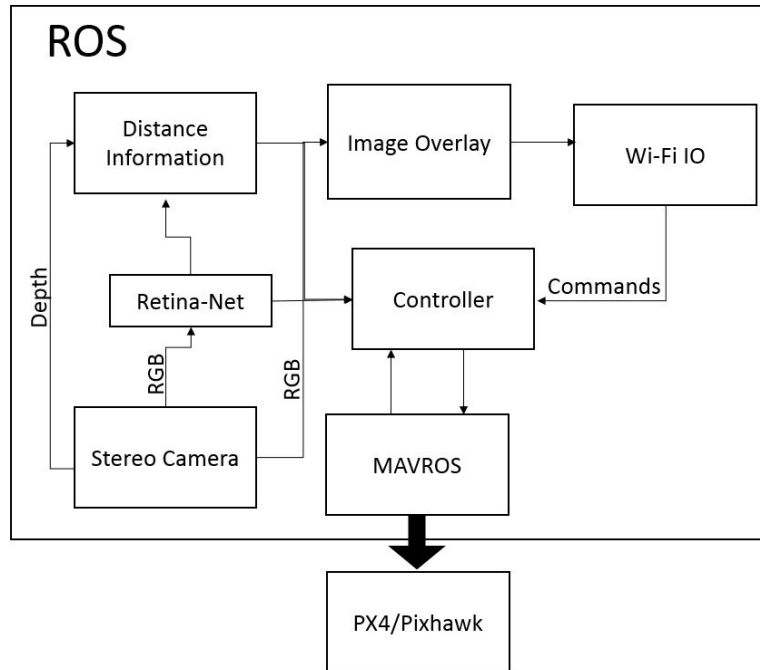 ROS
Distance
Information
Image Overlay
Wi-Fi IO
Depth
Retina-Net
Controller
Commands
RGB
RGB
Stereo Camera
MAVROS
PX4/Pixhawk